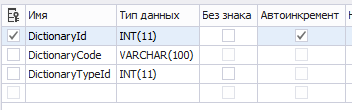 Имя Тип данных Без знака Автоинкремент Н
DictionaryId INT(11)
DictionaryCode VARCHAR(100)
DictionaryTypeId INT(11)